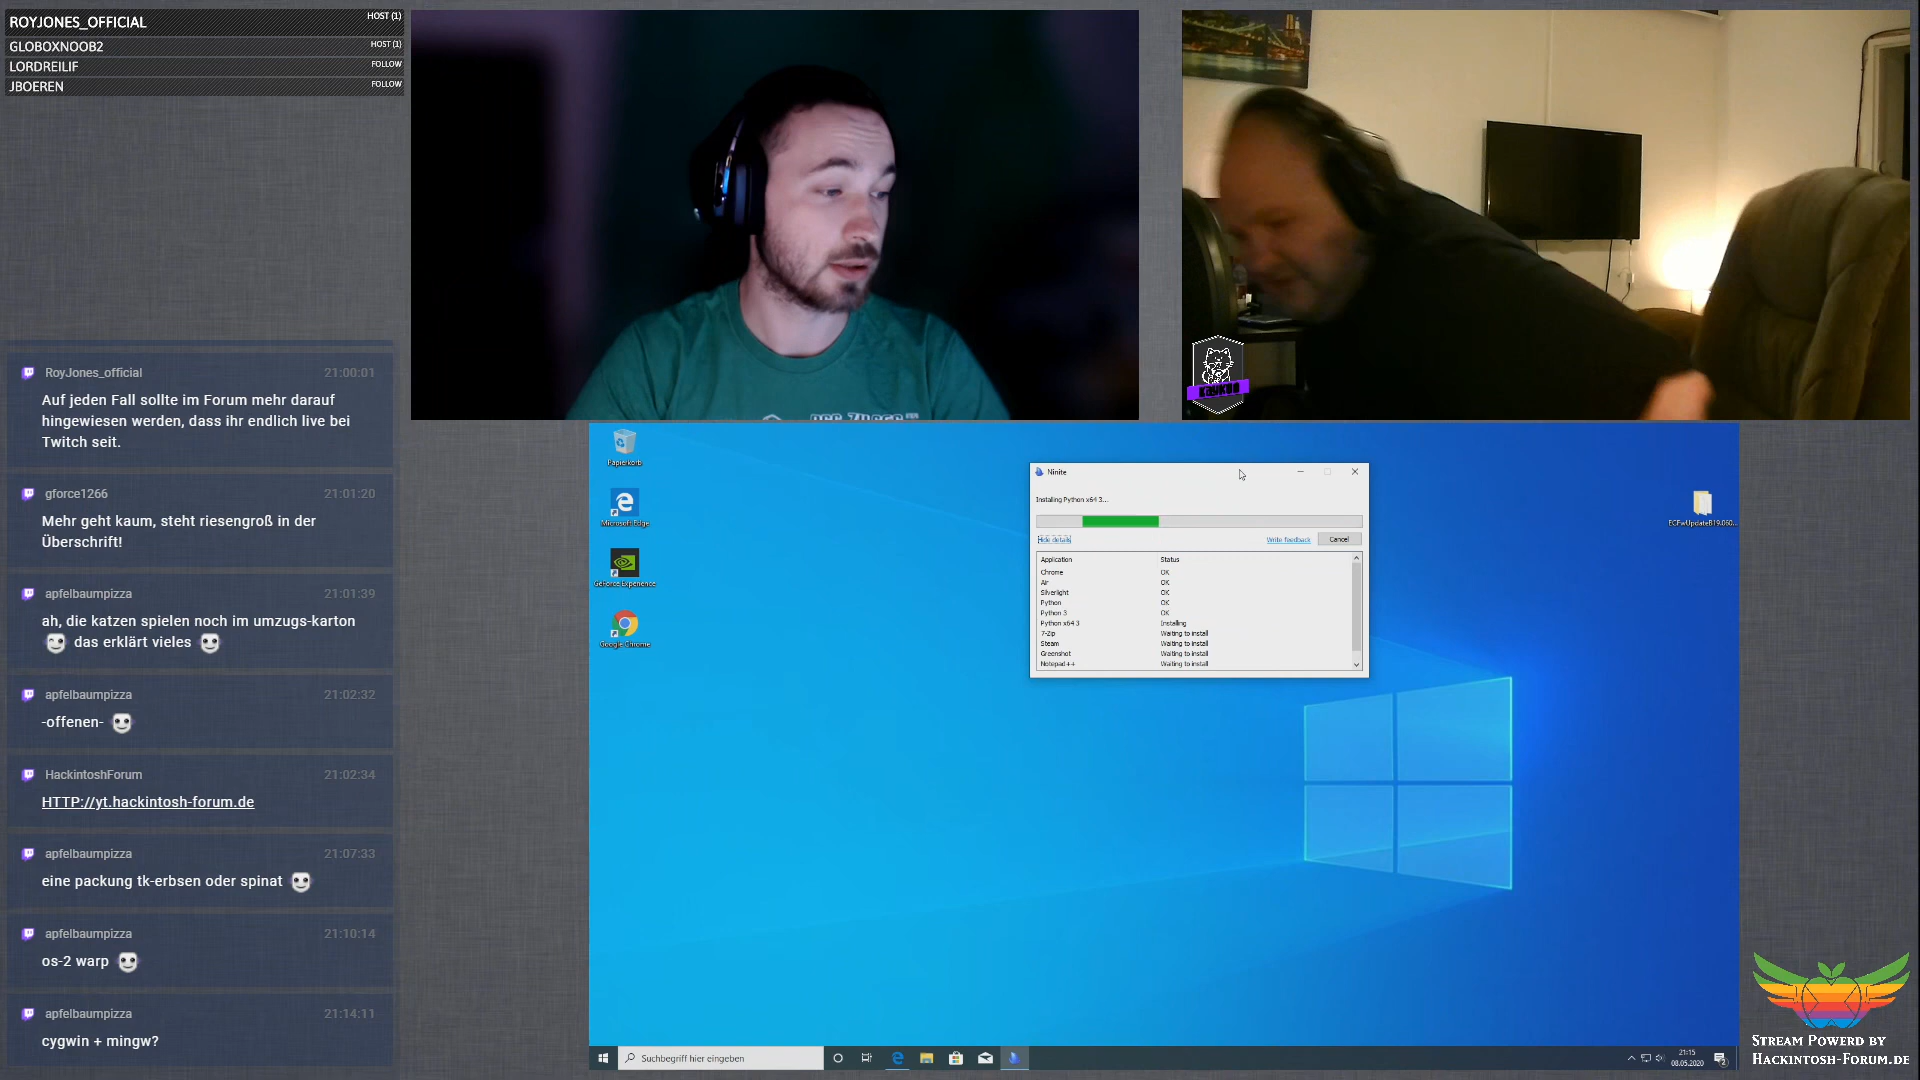 ROYJONES_OFFICIAL HOST (1)
GLOBOXNOOB2 HOST (1)
LORDREILIF FOLLOW
JBOEREN FOLLOW
RoyJones_official 21:00:01
Auf jeden Fall sollte im Forum mehr darauf
hingewiesen werden, dass ihr endlich live bei
Twitch seit.
gforce1266 21:01:20
Mehr geht kaum, steht riesengroß in der
Überschrift!
apfelbaumpizza 21:01:39
ah, die katzen spielen noch im umzugs-karton
das erklärt vieles
apfelbaumpizza 21:02:32
-offenen-
HackintoshForum 21:02:34
HTTP://yt.hackintosh-forum.de
apfelbaumpizza 21:07:33
eine packung tk-erbsen oder spinat
apfelbaumpizza 21:10:14
os-2 warp
apfelbaumpizza 21:14:11
cygwin + mingw?
Papierkorb
Microsoft Edge
GeForce Experience
Google Chrome
Ninite
Installing Python x64 3...
Hide details Write feedback Cancel
Application Status
Chrome OK
Air OK
Silverlight OK
Python OK
Python 3 OK
Python x64 3 Installing
7-Zip Waiting to install
Steam Waiting to install
Greenshot Waiting to install
Notepad++ Waiting to install
Suchbegriff hier eingeben
21:15
08.05.2020
STREAM POWERD BY
HACKINTOSH-FORUM.DE